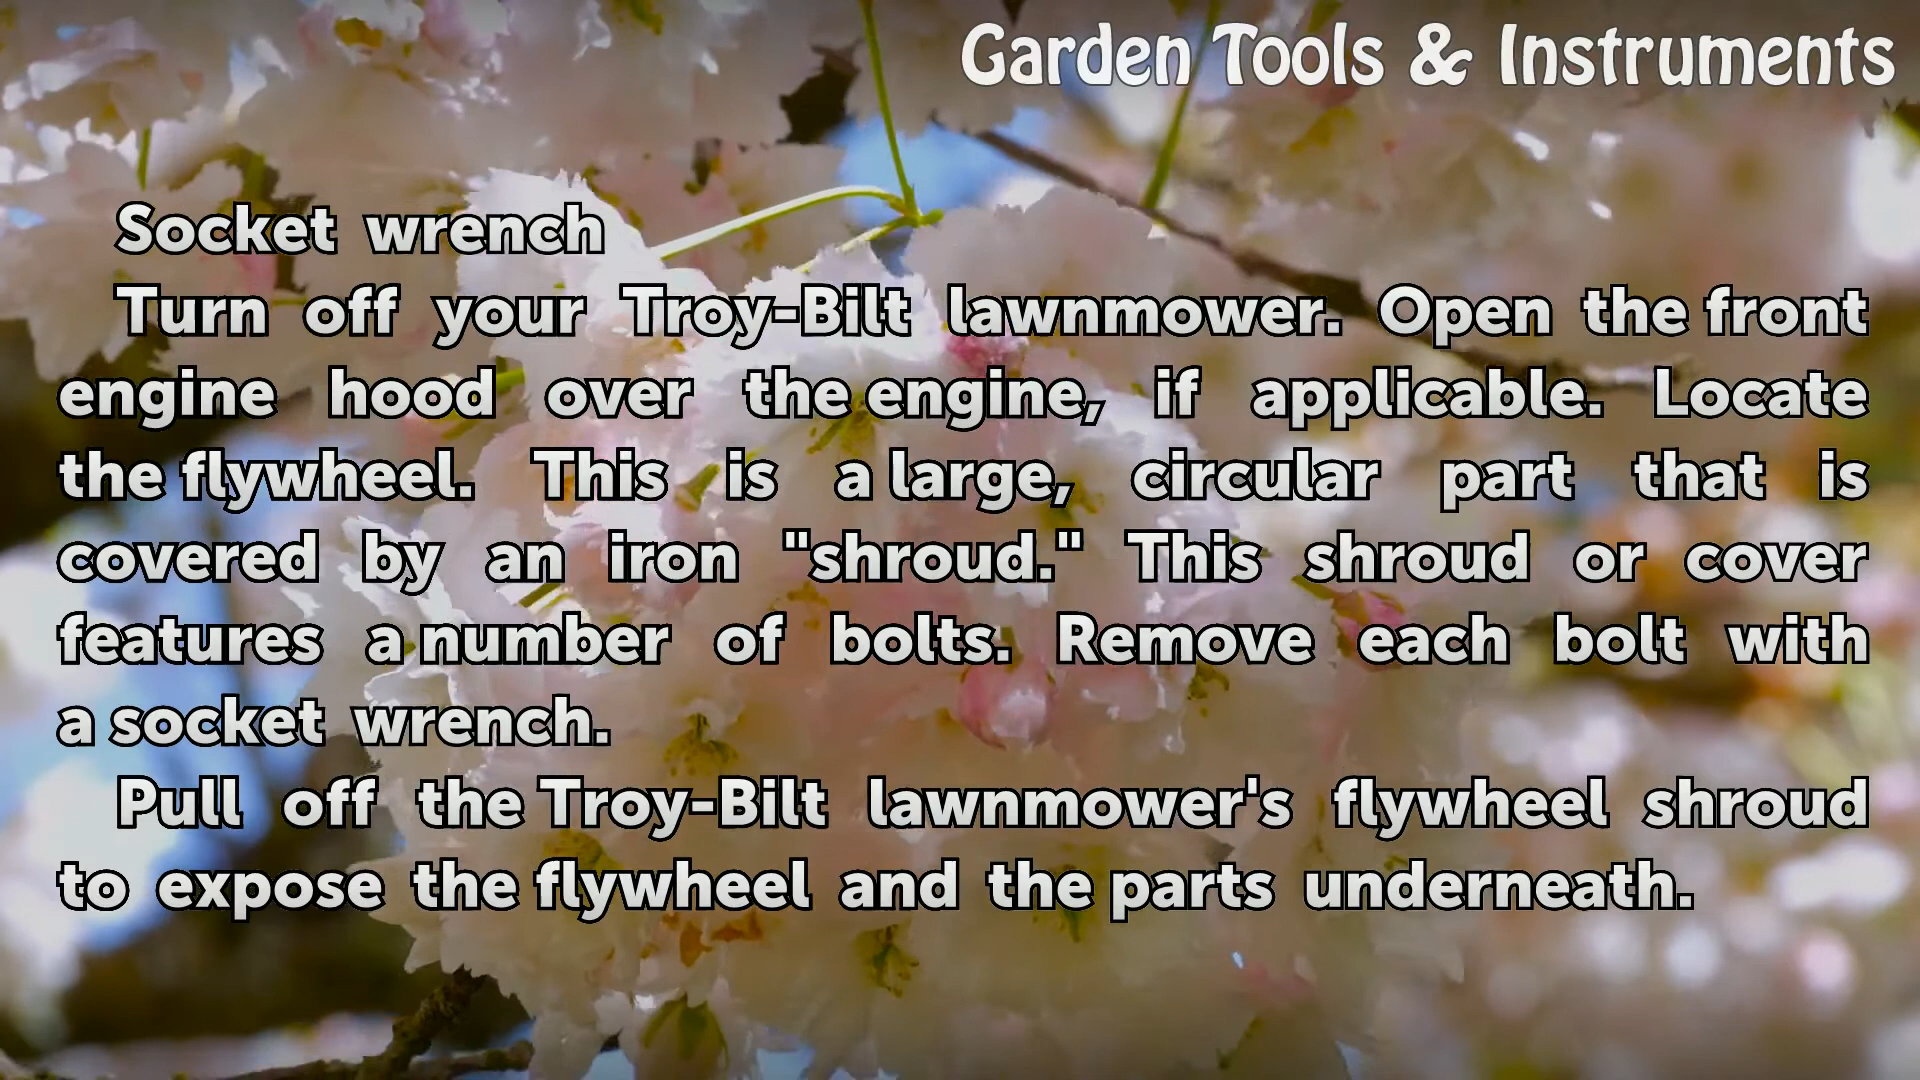 Garden Tools & Instruments
Socket wrench
Turn off your Troy-Bilt lawnmower. Open the front
engine hood over the engine, if applicable. Locate
the flywheel. This is a large, circular part that is
covered by an iron "shroud." This shroud or cover
features a number of bolts. Remove each bolt with
a socket wrench.
Pull off the Troy-Bilt lawnmower's flywheel shroud
to expose the flywheel and the parts underneath.